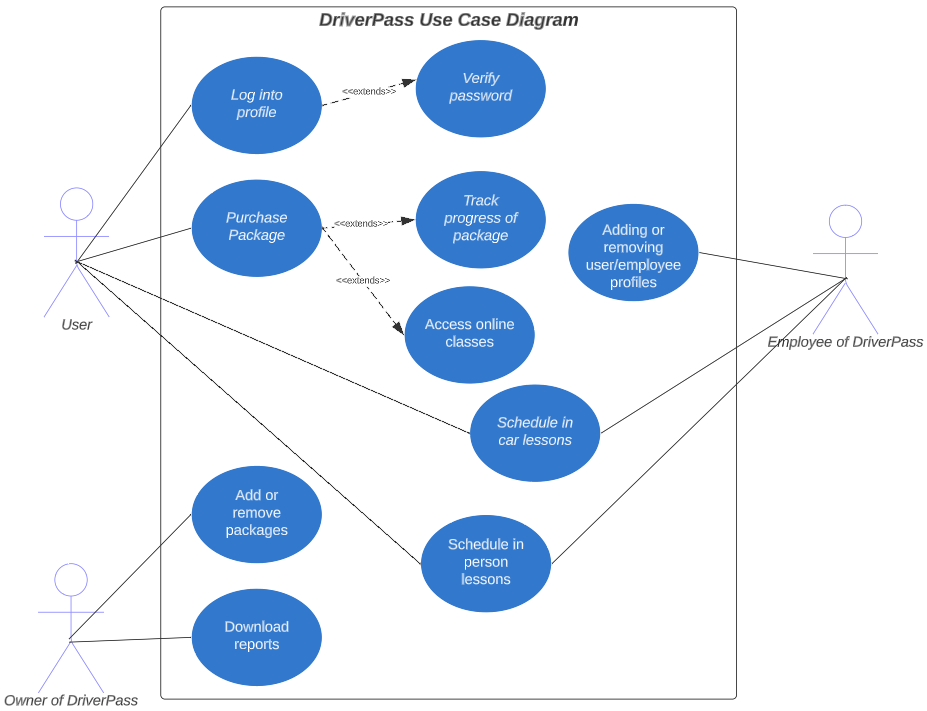 DriverPass Use Case Diagram
Log into
profile
<<extends>>
Verify
password
Purchase
Package
<<extends>>
Track
progress of
package
<<extends>>
Access online
classes
Adding or
removing
user/employee
profiles
User
Employee of DriverPass
Schedule in
car lessons
Add or
remove
packages
Schedule in
person
lessons
Download
reports
Owner of DriverPass